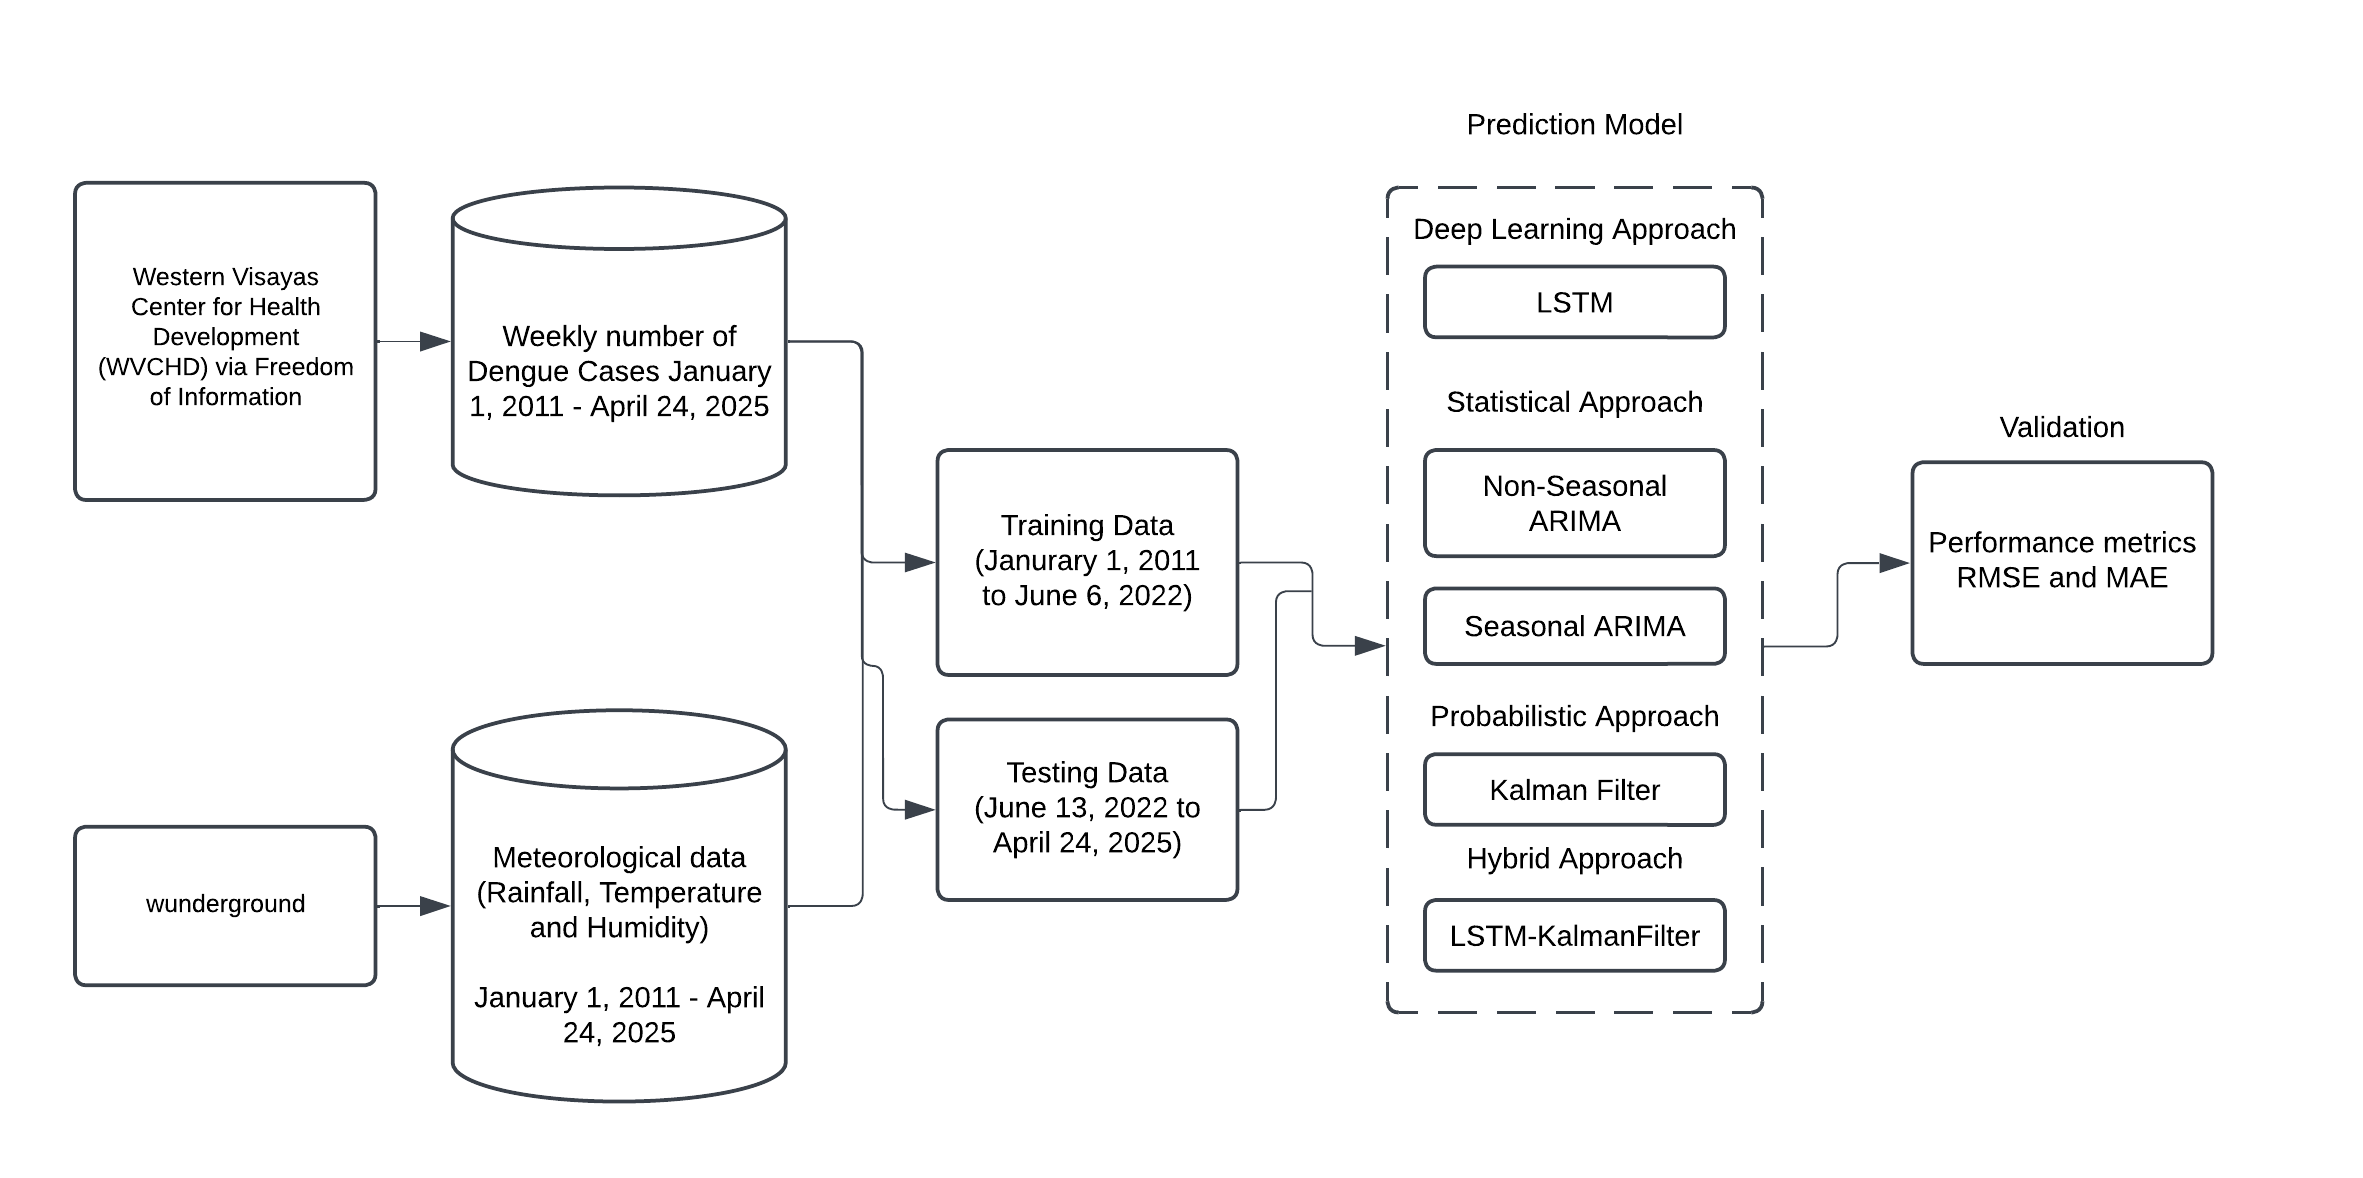 Western Visayas
Center for Health
Development
(WVCHD) via Freedom
of Information
Weekly number of
Dengue Cases January
1, 2011 - April 24, 2025
wunderground
Meteorological data
(Rainfall, Temperature
and Humidity)
January 1, 2011 - April
24, 2025
Training Data
(Janurary 1, 2011
to June 6, 2022)
Testing Data
(June 13, 2022 to
April 24, 2025)
Prediction Model
Deep Learning Approach
LSTM
Statistical Approach
Non-Seasonal
ARIMA
Seasonal ARIMA
Probabilistic Approach
Kalman Filter
Hybrid Approach
LSTM-KalmanFilter
Validation
Performance metrics
RMSE and MAE